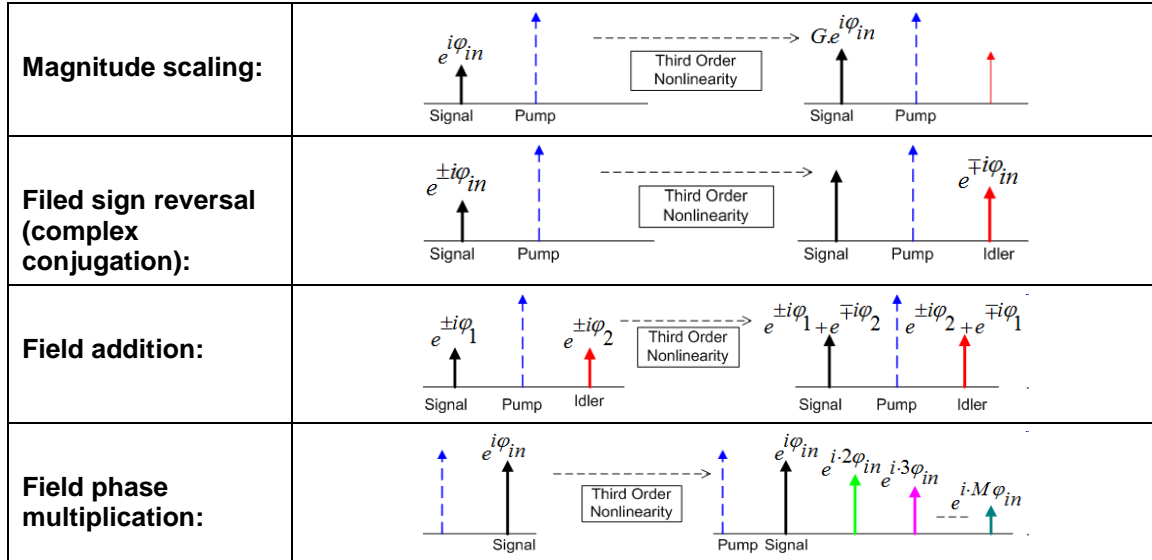 Magnitude scaling:
e^{iφ_in}
Signal
Pump
Third Order
Nonlinearity
G.e^{iφ_in}
Signal
Pump
Filed sign reversal
(complex
conjugation):
e^{±iφ_in}
Signal
Pump
Third Order
Nonlinearity
e^{∓iφ_in}
Signal
Pump
Idler
Field addition:
e^{±iφ_1}
e^{±iφ_2}
Signal
Pump
Idler
Third Order
Nonlinearity
e^{±iφ_1}+e^{∓iφ_2}
e^{±iφ_2}+e^{∓iφ_1}
Signal
Pump
Idler
Field phase
multiplication:
e^{iφ_in}
Signal
Third Order
Nonlinearity
e^{iφ_in}
e^{i·2φ_in}
e^{i·3φ_in}
e^{i·Mφ_in}
Pump
Signal